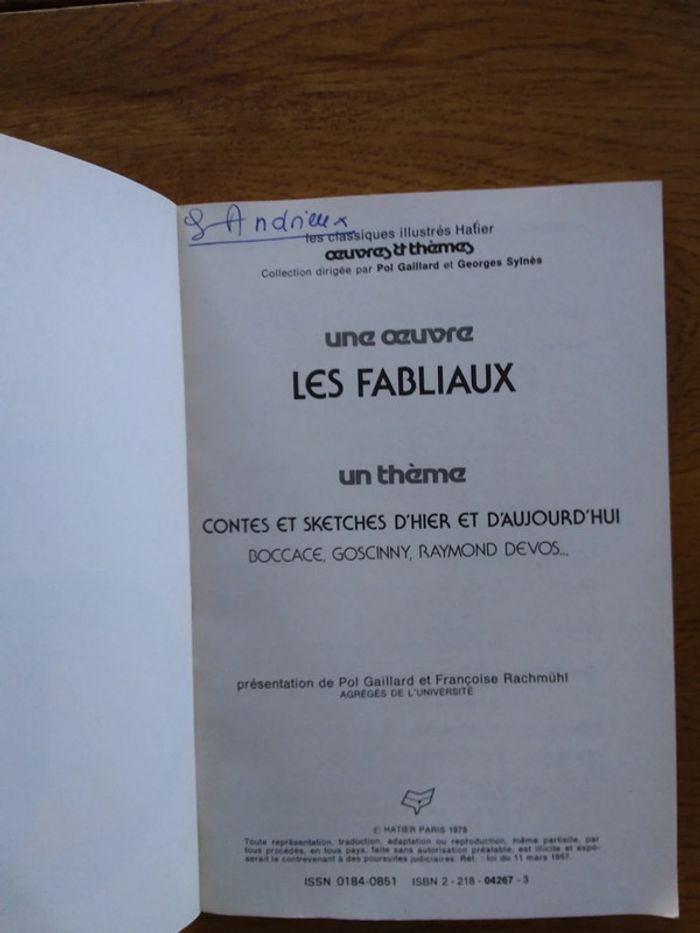 S Andrieux
les classiques illustrés Hatier
œuvres & thèmes
Collection dirigée par Pol Gaillard et Georges Sylnès
une œuvre
LES FABLIAUX
un thème
CONTES ET SKETCHES D'HIER ET D'AUJOURD'HUI
BOCCACE, GOSCINNY, RAYMOND DEVOS...
présentation de Pol Gaillard et Françoise Rachmühl
AGRÉGÉS DE L'UNIVERSITÉ
© HATIER PARIS 1978
Toute représentation, traduction, adaptation ou reproduction, même partielle, par
tous procédés, en tous pays, faite sans autorisation préalable, est illicite et expo-
serait le contrevenant à des poursuites judiciaires. Réf. : loi du 11 mars 1957.
ISSN 0184-0851 ISBN 2 - 218 - 04267 - 3